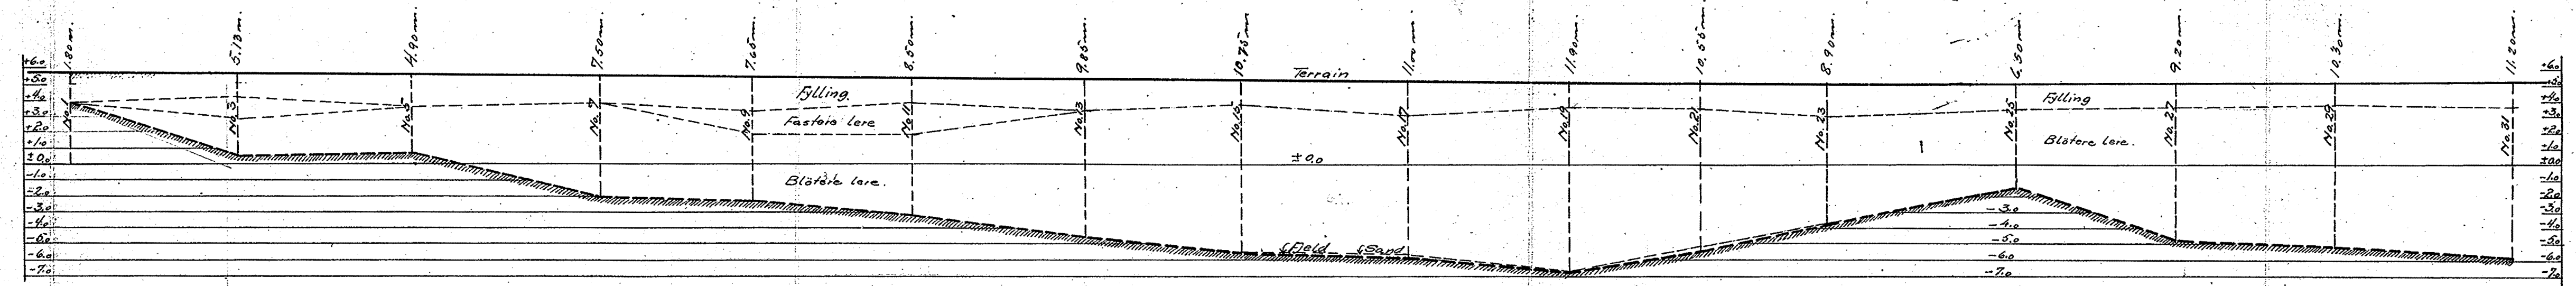 1.80m. 5.13m. 4.90m. 7.50m. 7.65m. 8.50m. 9.85m. 10.75m 11.00m 11.90m. 10.55m 8.90m. 6.50m. 9.20m. 10.30m 11.20m
+6.0 +6.0
+5.0 Terrain +5.0
+4.0 Fylling. Fylling +4.0
No.1 No.3 No.5 No.7 No.9 No.11 No.13 No.15 No.17 No.19 No.21 No.23 No.25 No.27 No.29 No.31
+3.0 Fastere lere +3.0
+2.0 +2.0
+1.0 Blötere lere. +1.0
±0.0 ±0.0 ±0.0
-1.0 Blötere lere. -1.0
-2.0 -2.0
-3.0 -3.0 -3.0
-4.0 -4.0 -4.0
-5.0 Fjeld Sand -5.0 -5.0
-6.0 -6.0 -6.0
-7.0 -7.0 -7.0